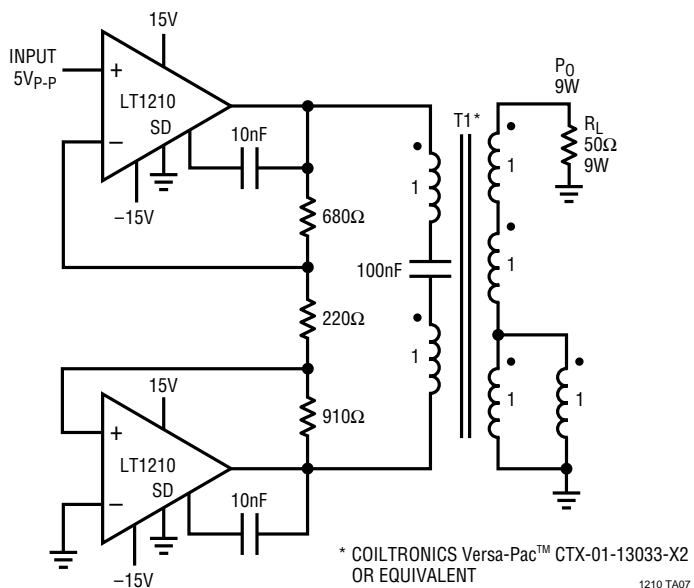 15V
INPUT
5VP-P
+
LT1210
–
SD
10nF
–15V
680Ω
220Ω
910Ω
15V
+
LT1210
–
SD
10nF
–15V
100nF
1
1
T1*
1
1
1
1
PO
9W
RL
50Ω
9W
* COILTRONICS Versa-Pac™ CTX-01-13033-X2
OR EQUIVALENT
1210 TA07